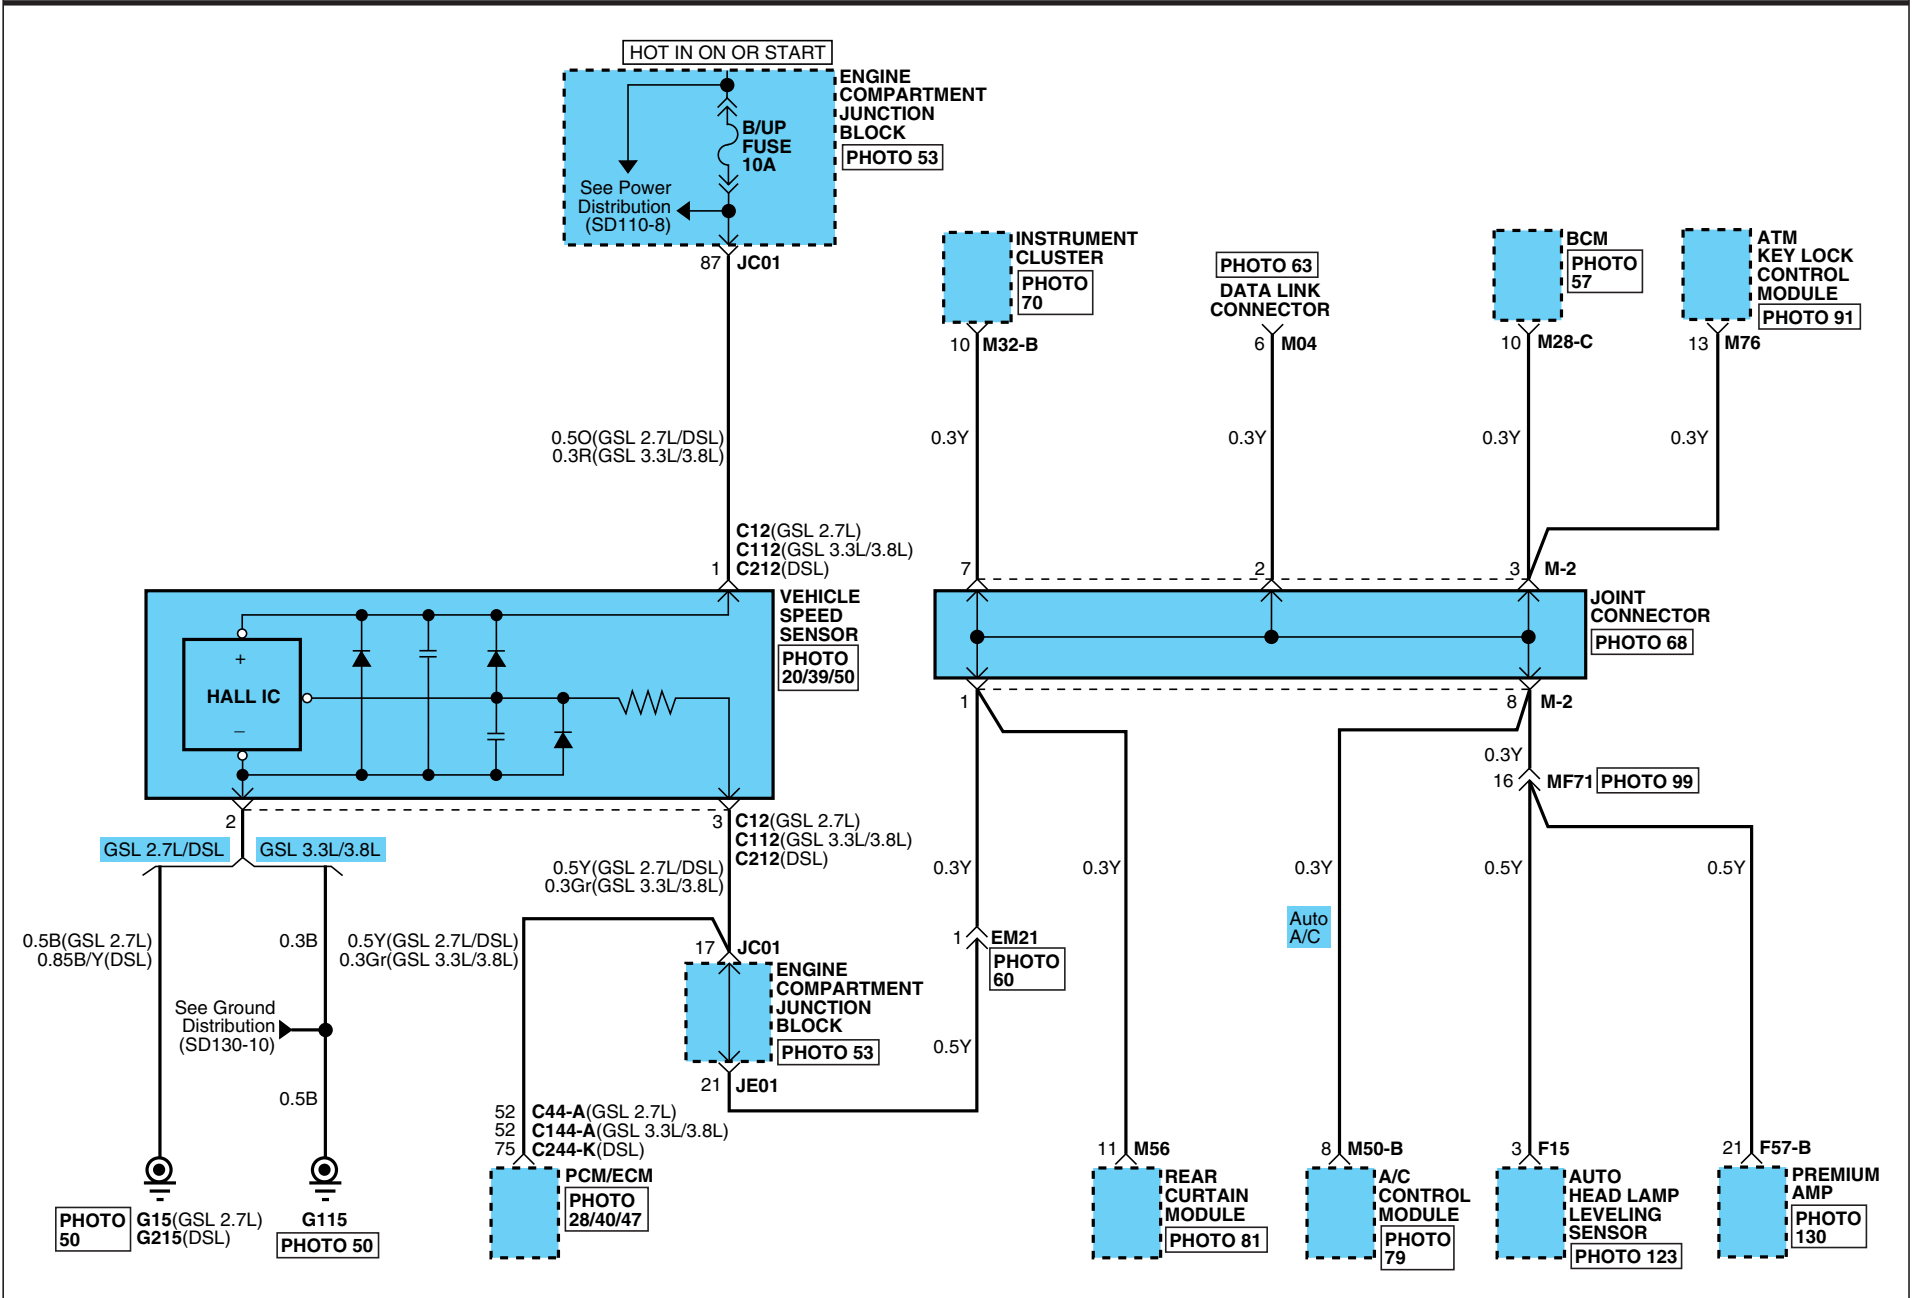 HOT IN ON OR START
ENGINE
COMPARTMENT
JUNCTION
BLOCK
PHOTO 53
B/UP
FUSE
10A
See Power
Distribution
(SD110-8)
87 JC01
INSTRUMENT
CLUSTER
PHOTO
70
10 M32-B
PHOTO 63
DATA LINK
CONNECTOR
6 M04
BCM
PHOTO
57
10 M28-C
ATM
KEY LOCK
CONTROL
MODULE
PHOTO 91
13 M76
0.5O(GSL 2.7L/DSL)
0.3R(GSL 3.3L/3.8L)
0.3Y
0.3Y
0.3Y
0.3Y
C12(GSL 2.7L)
C112(GSL 3.3L/3.8L)
1 C212(DSL)
7
2
3 M-2
VEHICLE
SPEED
SENSOR
PHOTO
20/39/50
+
HALL IC
–
JOINT
CONNECTOR
PHOTO 68
1
8 M-2
0.3Y
16 MF71 PHOTO 99
2
3 C12(GSL 2.7L)
C112(GSL 3.3L/3.8L)
C212(DSL)
GSL 2.7L/DSL
GSL 3.3L/3.8L
0.5Y(GSL 2.7L/DSL)
0.3Gr(GSL 3.3L/3.8L)
0.3Y
0.3Y
0.3Y
0.5Y
0.5Y
Auto
A/C
0.5B(GSL 2.7L)
0.85B/Y(DSL)
0.3B
0.5Y(GSL 2.7L/DSL)
0.3Gr(GSL 3.3L/3.8L)
17 JC01
1 EM21
PHOTO
60
ENGINE
COMPARTMENT
JUNCTION
BLOCK
PHOTO 53
See Ground
Distribution
(SD130-10)
0.5Y
21 JE01
0.5B
52 C44-A(GSL 2.7L)
52 C144-A(GSL 3.3L/3.8L)
75 C244-K(DSL)
PCM/ECM
PHOTO
28/40/47
11 M56
REAR
CURTAIN
MODULE
PHOTO 81
8 M50-B
A/C
CONTROL
MODULE
PHOTO
79
3 F15
AUTO
HEAD LAMP
LEVELING
SENSOR
PHOTO 123
21 F57-B
PREMIUM
AMP
PHOTO
130
PHOTO
50
G15(GSL 2.7L)
G215(DSL)
G115
PHOTO 50